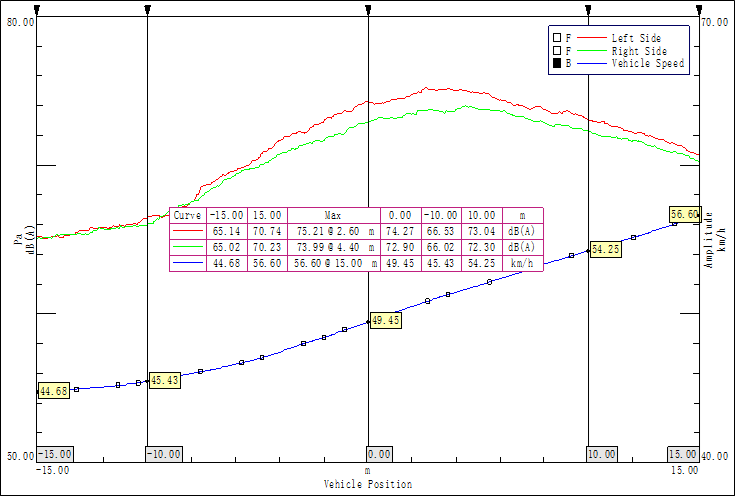 80.00
70.00
F Left Side
F Right Side
B Vehicle Speed
Pa
dB(A)
Amplitude
km/h
Curve -15.00 15.00 Max 0.00 -10.00 10.00 m
65.14 70.74 75.21 @ 2.60 m 74.27 66.53 73.04 dB(A)
65.02 70.23 73.99 @ 4.40 m 72.90 66.02 72.30 dB(A)
44.68 56.60 56.60 @ 15.00 m 49.45 45.43 54.25 km/h
56.60
54.25
49.45
45.43
44.68
50.00 -15.00 -10.00 0.00 10.00 15.00 40.00
-15.00 m 15.00
Vehicle Position